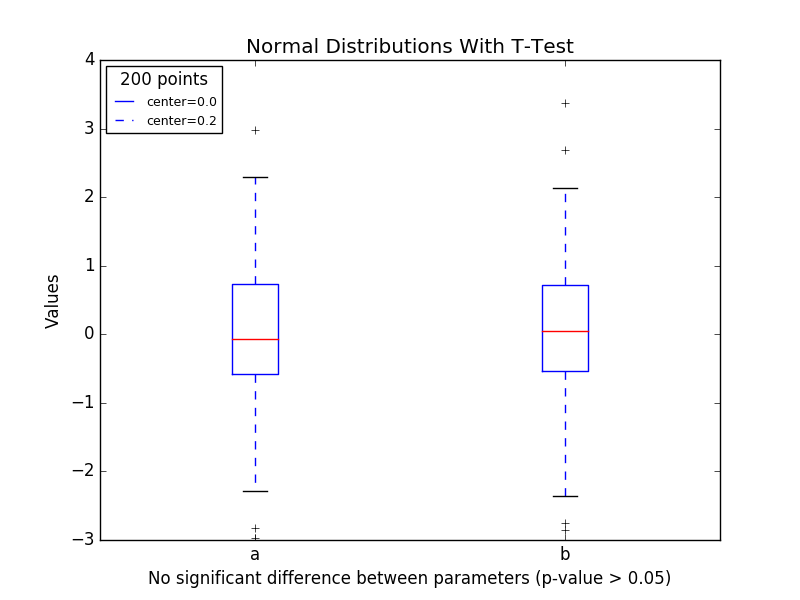 Normal Distributions With T-Test
200 points
center=0.0
center=0.2
4
3
2
1
0
−1
−2
−3
Values
a b
No significant difference between parameters (p-value > 0.05)